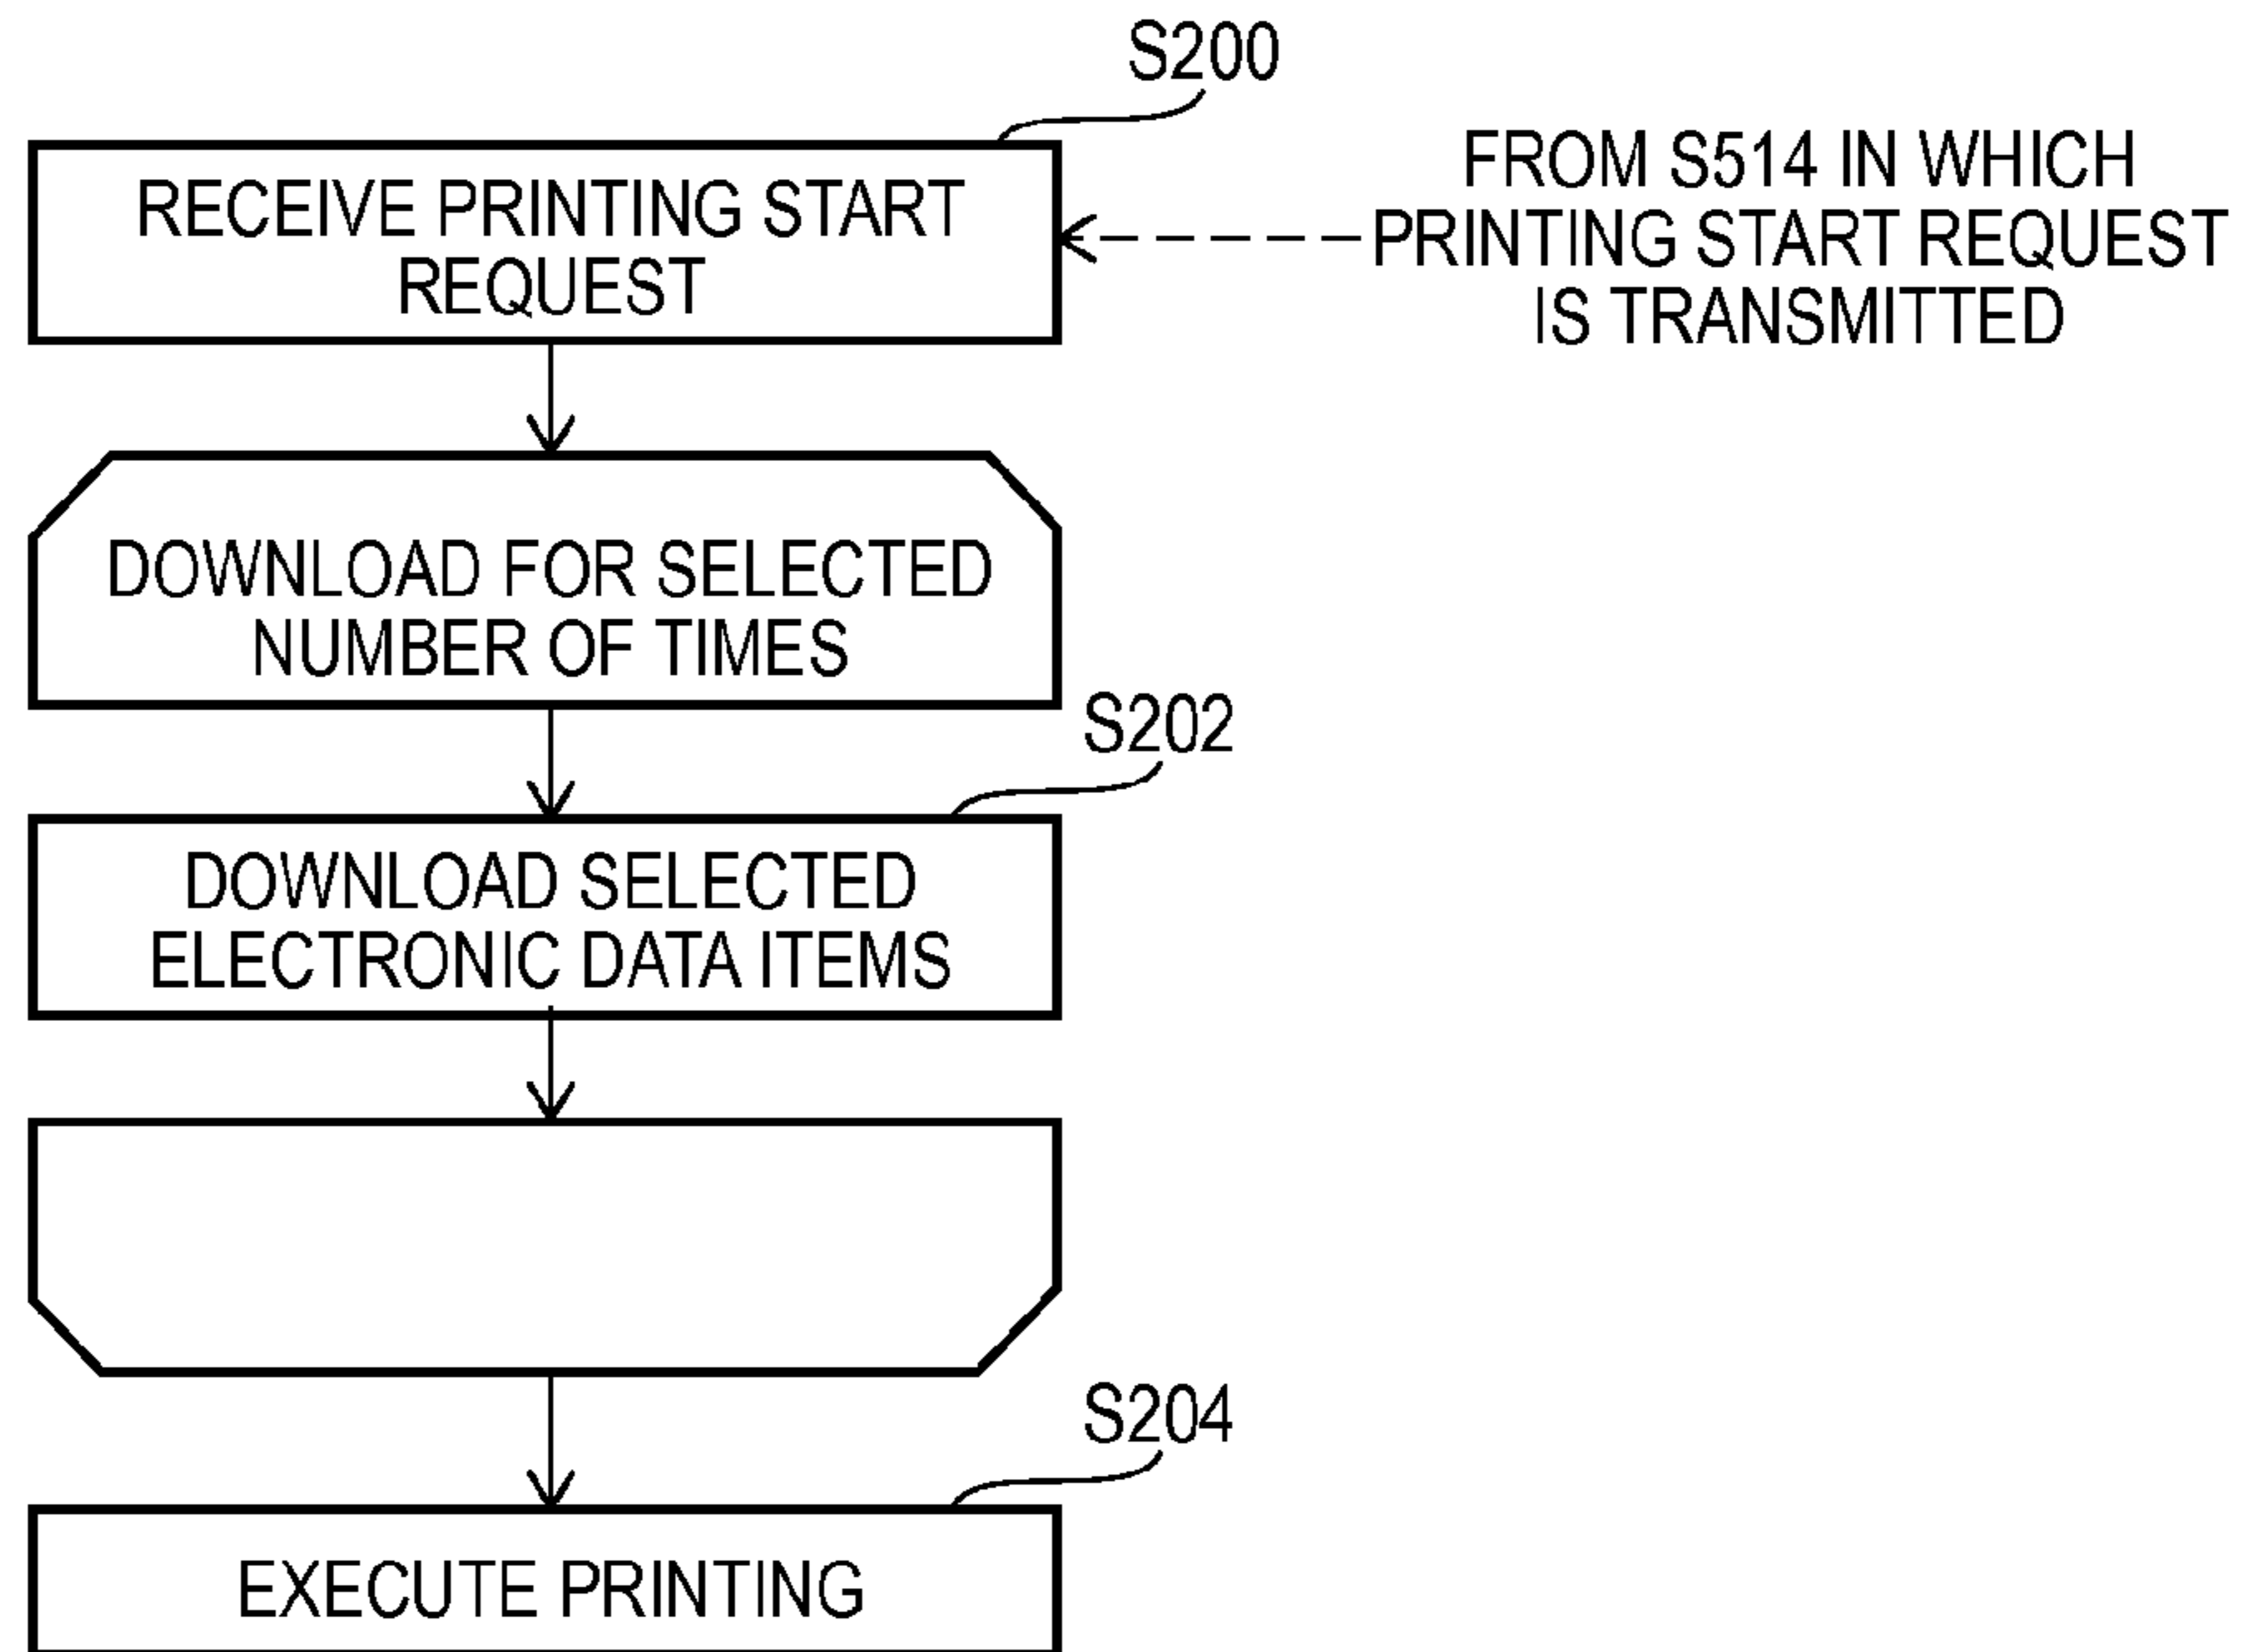 S200
RECEIVE PRINTING START
REQUEST
FROM S514 IN WHICH
PRINTING START REQUEST
IS TRANSMITTED
DOWNLOAD FOR SELECTED
NUMBER OF TIMES
S202
DOWNLOAD SELECTED
ELECTRONIC DATA ITEMS
S204
EXECUTE PRINTING